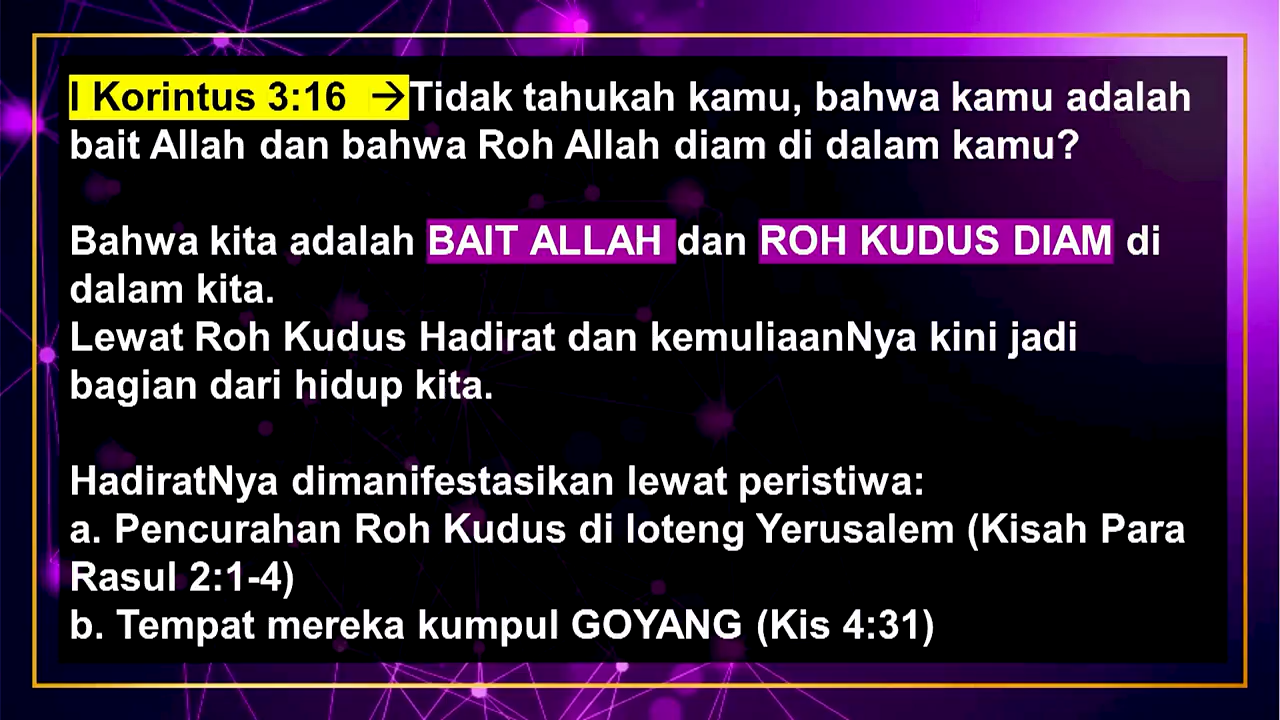 I Korintus 3:16 →Tidak tahukah kamu, bahwa kamu adalah
bait Allah dan bahwa Roh Allah diam di dalam kamu?
Bahwa kita adalah BAIT ALLAH dan ROH KUDUS DIAM di
dalam kita.
Lewat Roh Kudus Hadirat dan kemuliaanNya kini jadi
bagian dari hidup kita.
HadiratNya dimanifestasikan lewat peristiwa:
a. Pencurahan Roh Kudus di loteng Yerusalem (Kisah Para
Rasul 2:1-4)
b. Tempat mereka kumpul GOYANG (Kis 4:31)